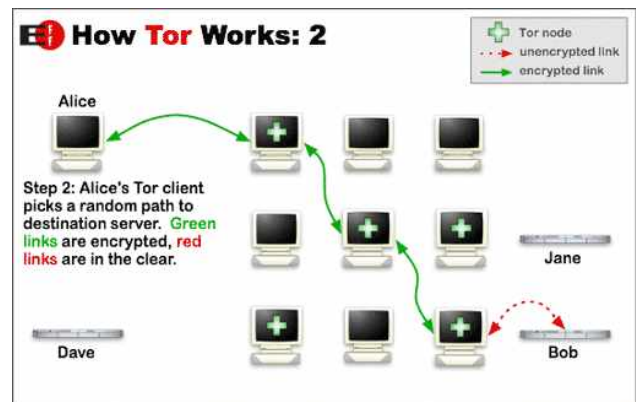 EFF How Tor Works: 2
Tor node
unencrypted link
encrypted link
Alice
Step 2: Alice's Tor client
picks a random path to
destination server. Green
links are encrypted, red
links are in the clear.
Jane
Dave
Bob